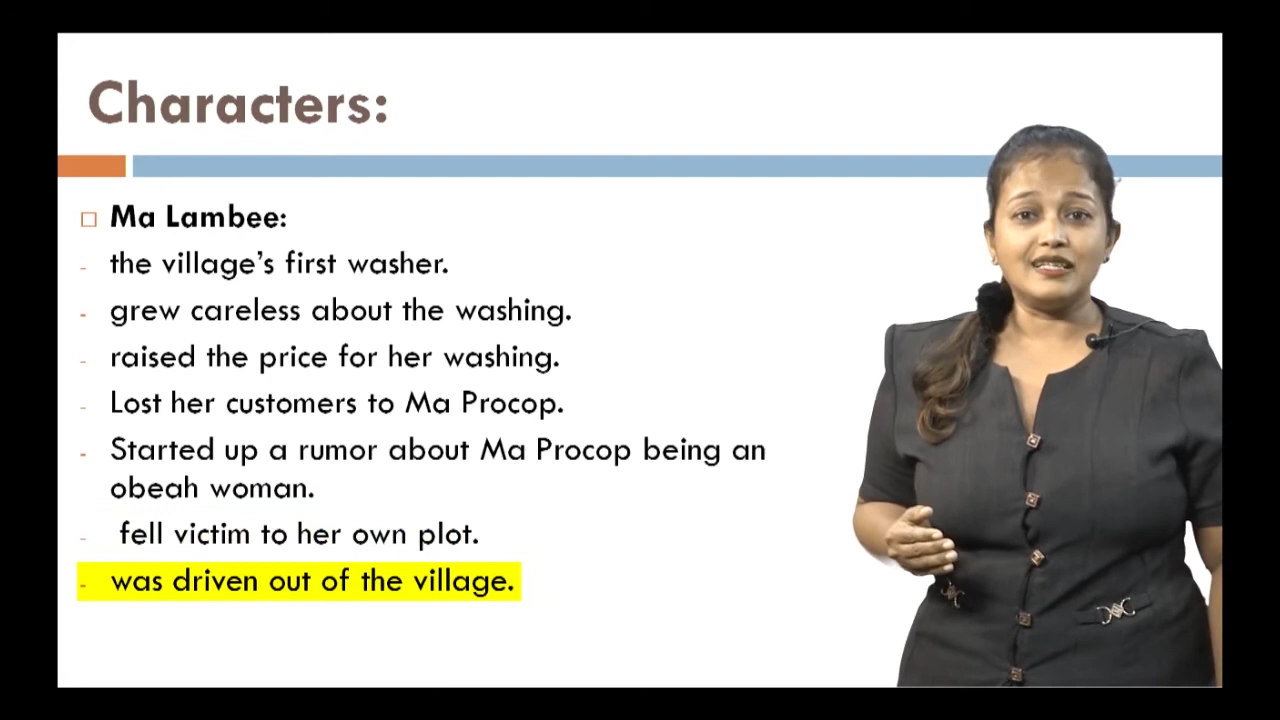 Characters:
Ma Lambee:
- the village’s first washer.
- grew careless about the washing.
- raised the price for her washing.
- Lost her customers to Ma Procop.
- Started up a rumor about Ma Procop being an
obeah woman.
- fell victim to her own plot.
- was driven out of the village.